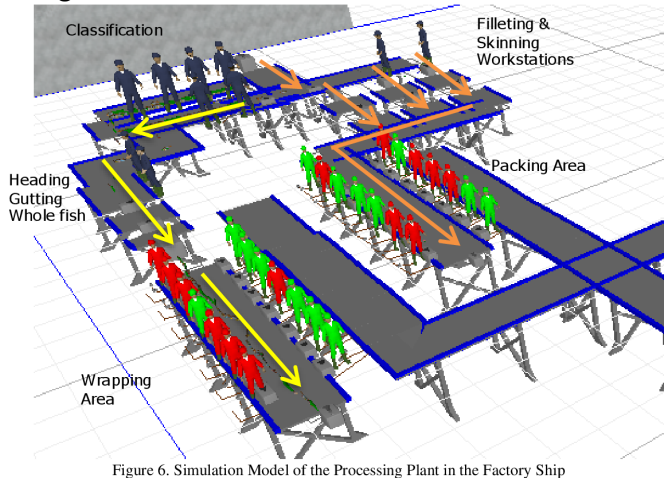 Classification
Filleting &
Skinning
Workstations
Packing Area
Heading
Gutting
Whole fish
Wrapping
Area
Figure 6. Simulation Model of the Processing Plant in the Factory Ship